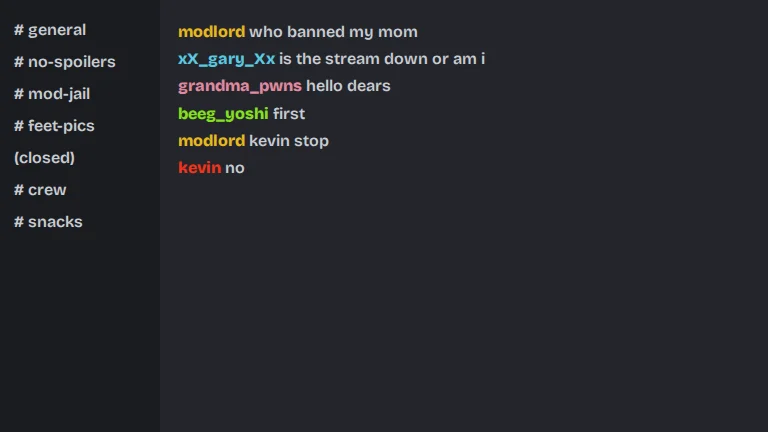 # general
# no-spoilers
# mod-jail
# feet-pics
(closed)
# crew
# snacks
modlord who banned my mom
xX_gary_Xx is the stream down or am i
grandma_pwns hello dears
beeg_yoshi first
modlord kevin stop
kevin no